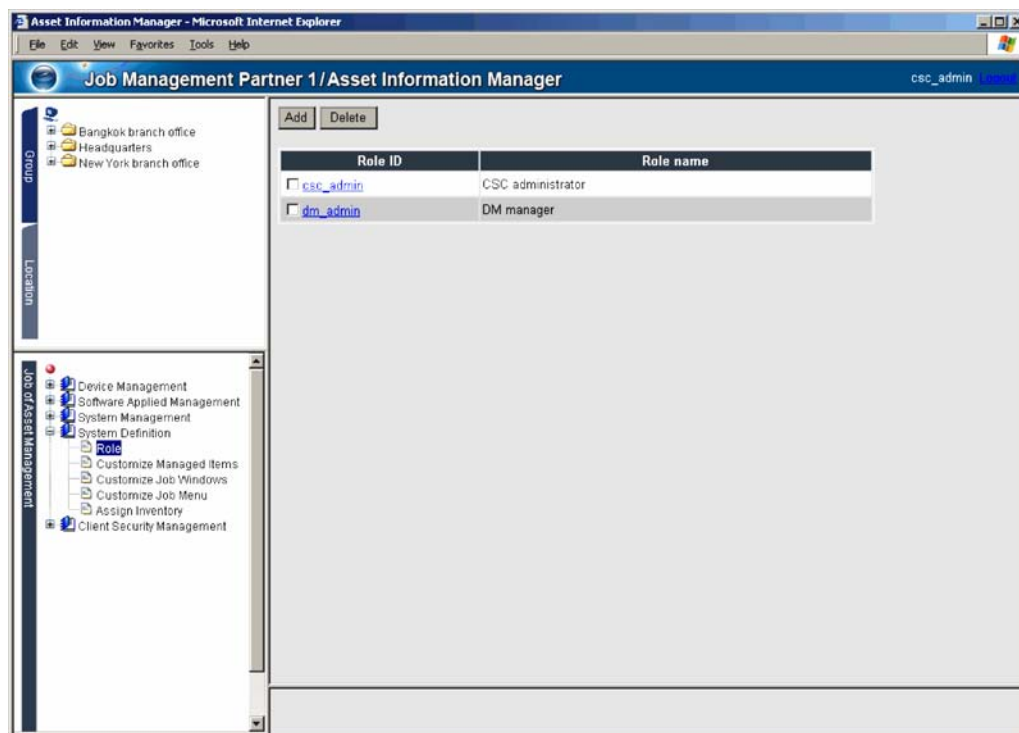 Asset Information Manager - Microsoft Internet Explorer
File Edit View Favorites Tools Help
Job Management Partner 1/Asset Information Manager
csc_admin Logout
Group
Location
Bangkok branch office
Headquarters
New York branch office
Add Delete
Role ID Role name
csc_admin CSC administrator
dm_admin DM manager
Job of Asset Management
Device Management
Software Applied Management
System Management
System Definition
Role
Customize Managed Items
Customize Job Windows
Customize Job Menu
Assign Inventory
Client Security Management